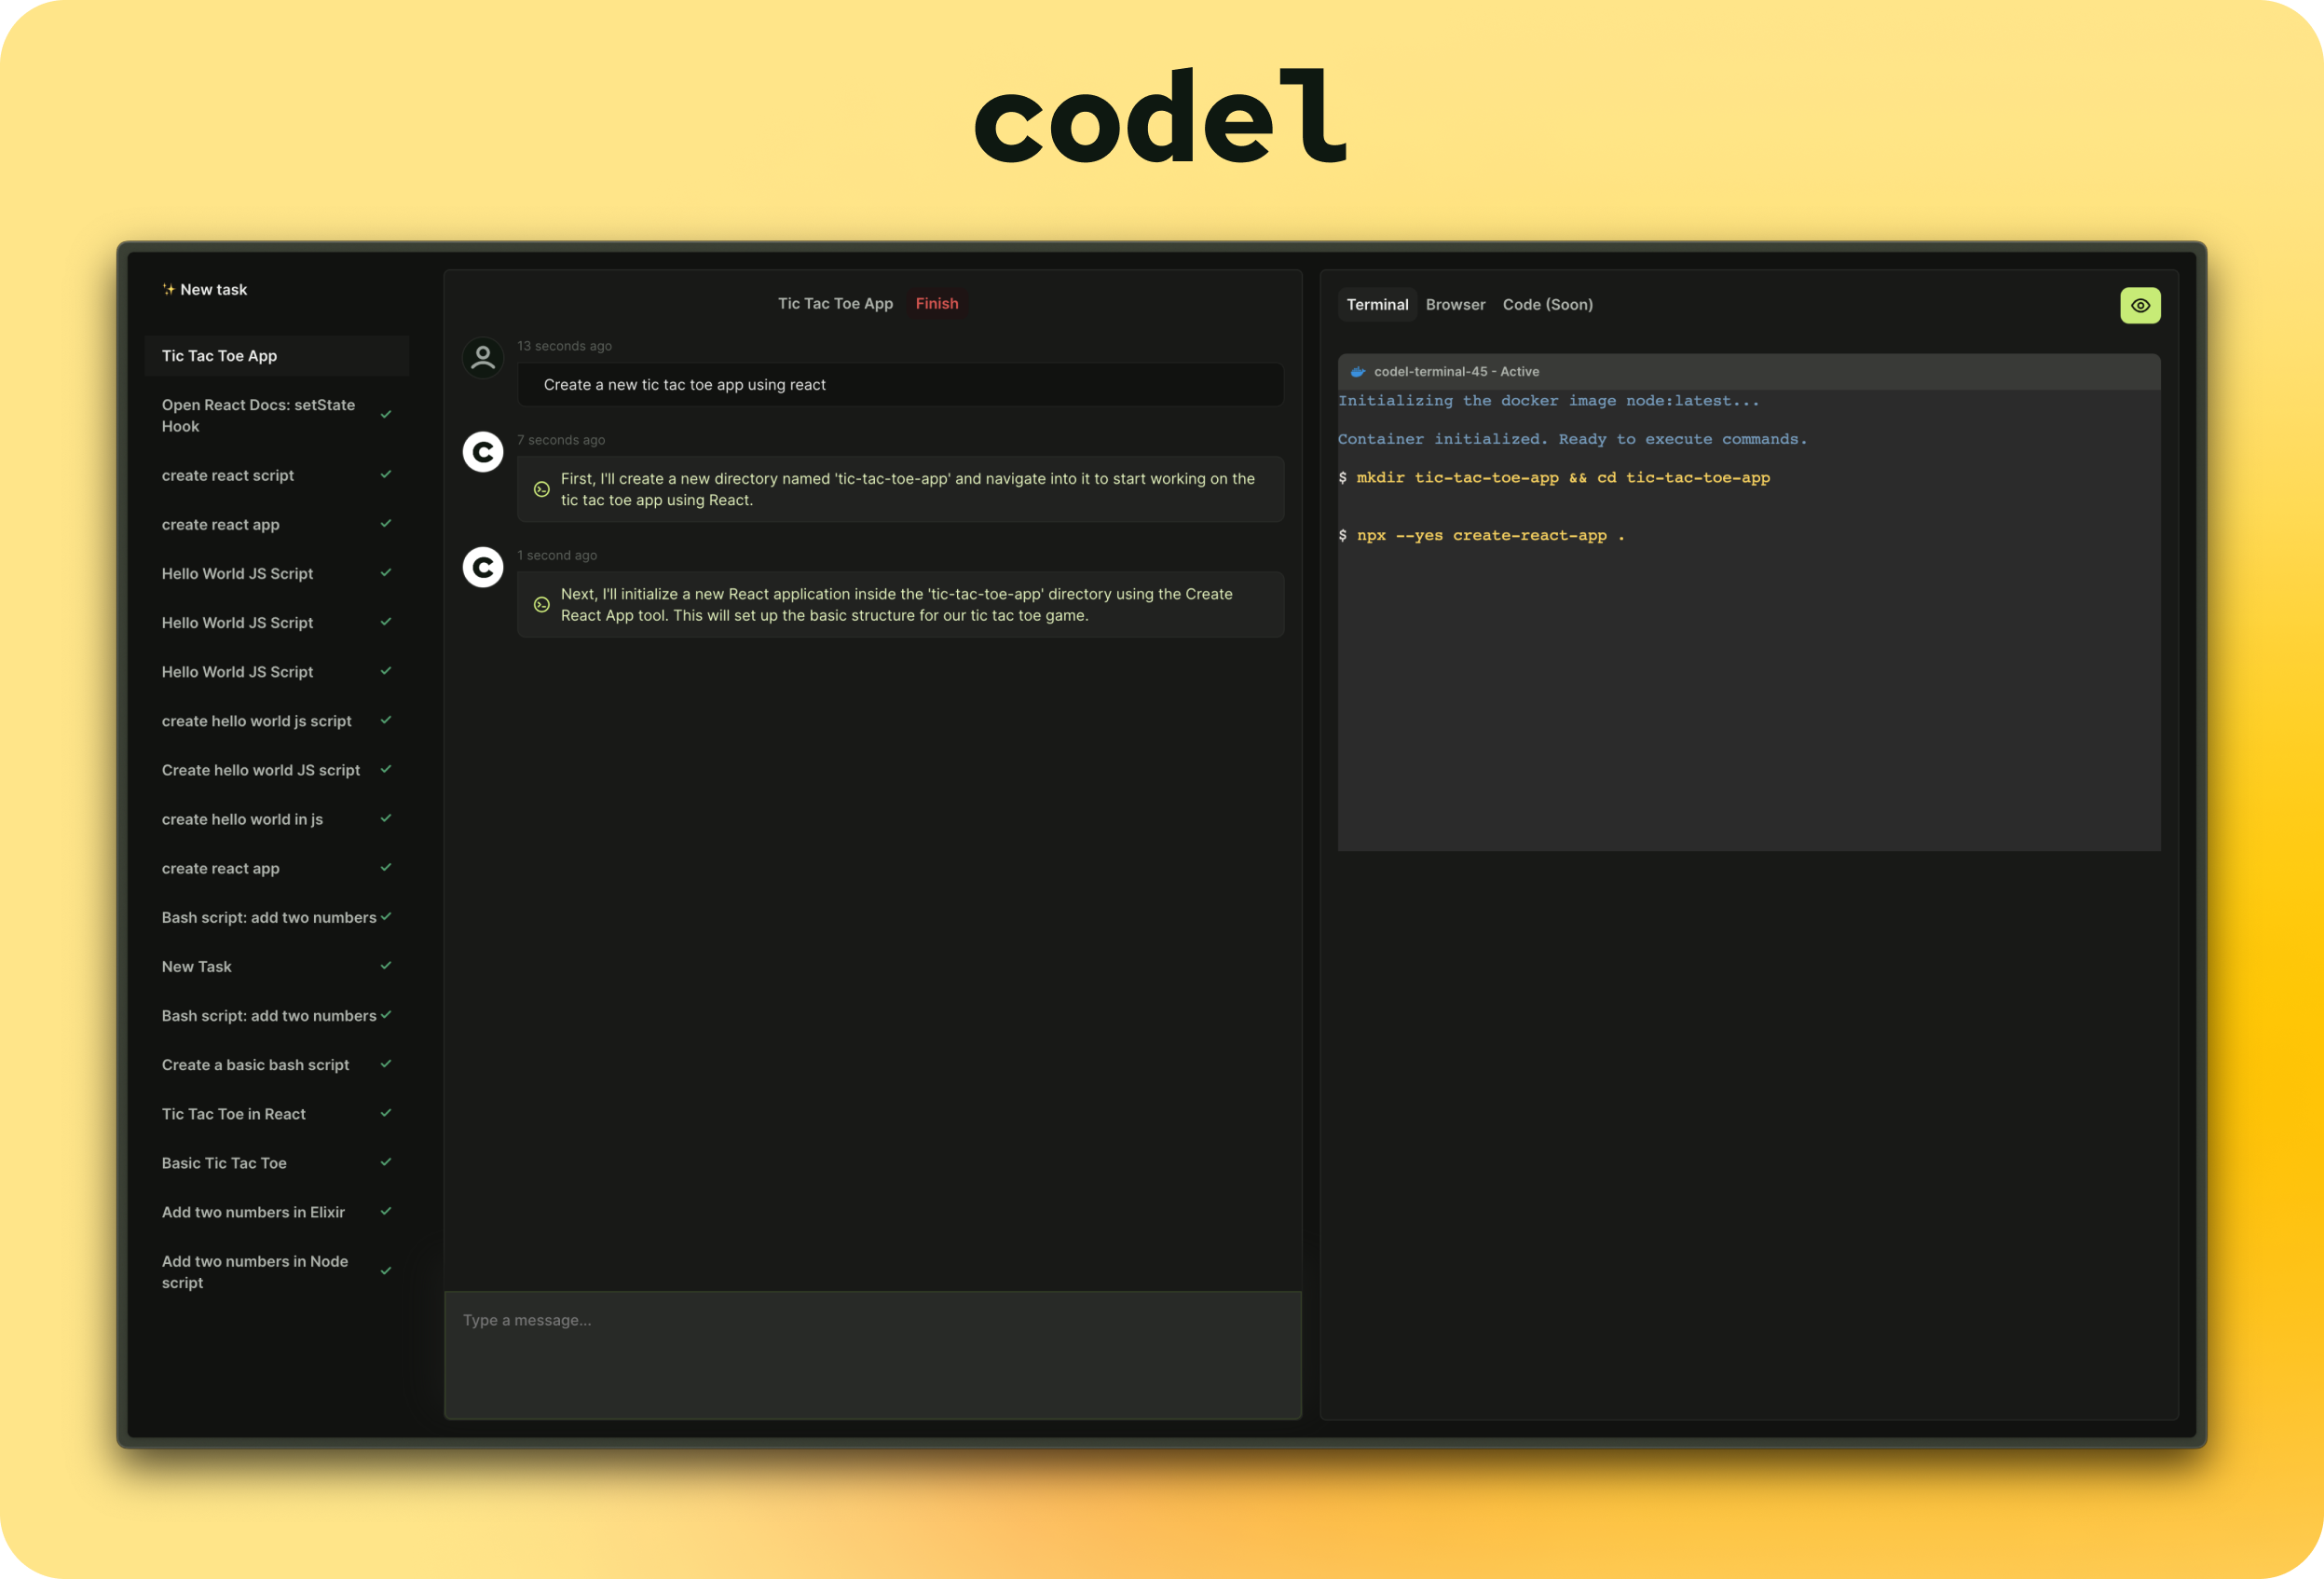 codel
✨ New task
Tic Tac Toe App
Open React Docs: setState
Hook
create react script
create react app
Hello World JS Script
Hello World JS Script
Hello World JS Script
create hello world js script
Create hello world JS script
create hello world in js
create react app
Bash script: add two numbers
New Task
Bash script: add two numbers
Create a basic bash script
Tic Tac Toe in React
Basic Tic Tac Toe
Add two numbers in Elixir
Add two numbers in Node
script
Tic Tac Toe App Finish
13 seconds ago
Create a new tic tac toe app using react
C
7 seconds ago
First, I'll create a new directory named 'tic-tac-toe-app' and navigate into it to start working on the
tic tac toe app using React.
C
1 second ago
Next, I'll initialize a new React application inside the 'tic-tac-toe-app' directory using the Create
React App tool. This will set up the basic structure for our tic tac toe game.
Type a message...
Terminal Browser Code (Soon)
codel-terminal-45 - Active
Initializing the docker image node:latest...
Container initialized. Ready to execute commands.
$ mkdir tic-tac-toe-app && cd tic-tac-toe-app
$ npx --yes create-react-app .